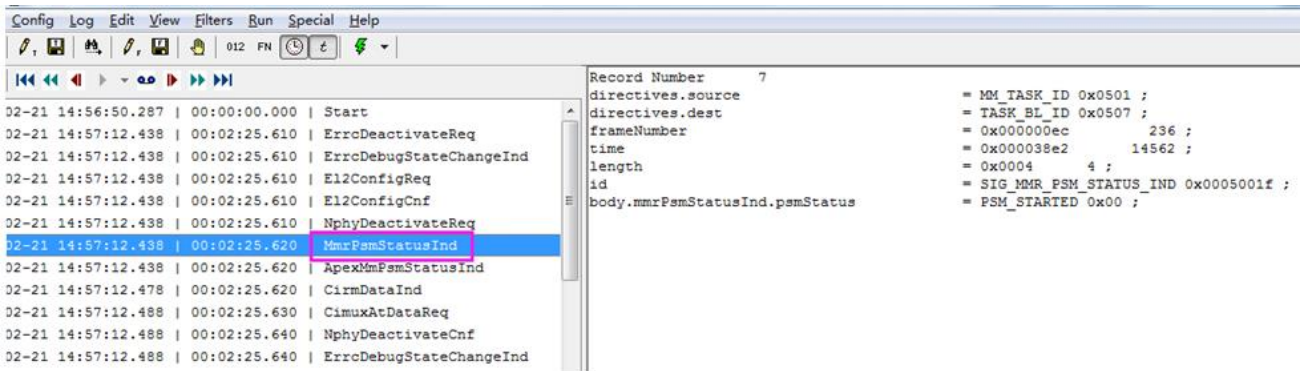 Config Log Edit View Filters Run Special Help
012 FN t
02-21 14:56:50.287 | 00:00:00.000 | Start
02-21 14:57:12.438 | 00:02:25.610 | ErrcDeactivateReq
02-21 14:57:12.438 | 00:02:25.610 | ErrcDebugStateChangeInd
02-21 14:57:12.438 | 00:02:25.610 | El2ConfigReq
02-21 14:57:12.438 | 00:02:25.610 | El2ConfigCnf
02-21 14:57:12.438 | 00:02:25.610 | NphyDeactivateReq
02-21 14:57:12.438 | 00:02:25.620 | MmrPsmStatusInd
02-21 14:57:12.438 | 00:02:25.620 | ApexMmPsmStatusInd
02-21 14:57:12.478 | 00:02:25.620 | CirmDataInd
02-21 14:57:12.488 | 00:02:25.630 | CimuxAtDataReq
02-21 14:57:12.488 | 00:02:25.640 | NphyDeactivateCnf
02-21 14:57:12.488 | 00:02:25.640 | ErrcDebugStateChangeInd
Record Number 7
directives.source = MM_TASK_ID 0x0501 ;
directives.dest = TASK_BL_ID 0x0507 ;
frameNumber = 0x000000ec 236 ;
time = 0x000038e2 14562 ;
length = 0x0004 4 ;
id = SIG_MMR_PSM_STATUS_IND 0x0005001f ;
body.mmrPsmStatusInd.psmStatus = PSM_STARTED 0x00 ;